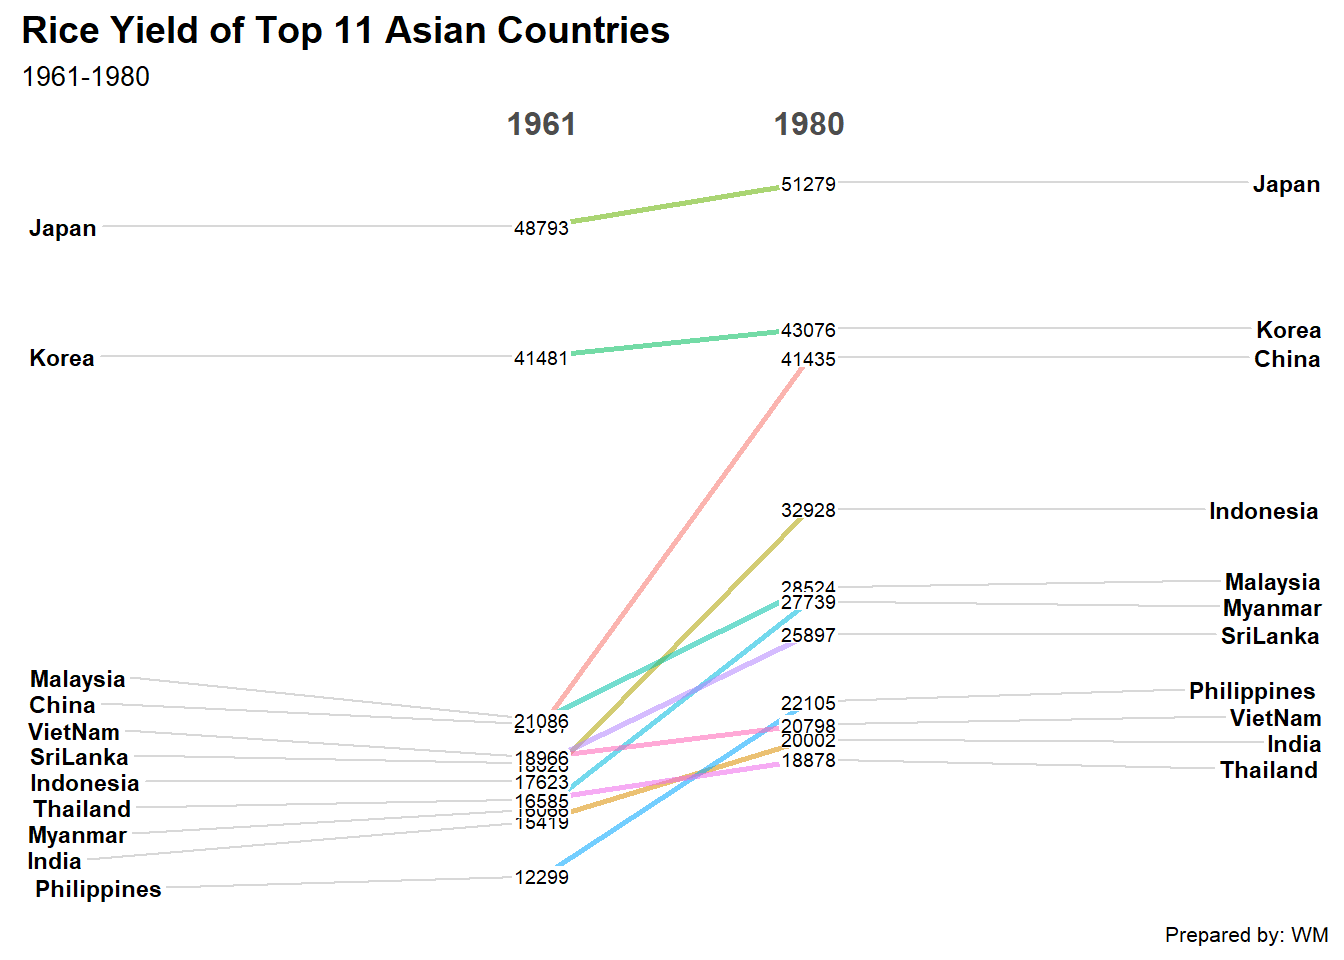 Rice Yield of Top 11 Asian Countries
1961-1980
1961 1980
51279 Japan
Japan 48793
43076 Korea
Korea 41481
41435 China
32928 Indonesia
28524 Malaysia
27739 Myanmar
25897 SriLanka
Malaysia
22105 Philippines
China 21086
20798 VietNam
VietNam
20002 India
SriLanka 18966
18878 Thailand
Indonesia 17623
Thailand 16585
Myanmar
India 15419
Philippines 12299
Prepared by: WM